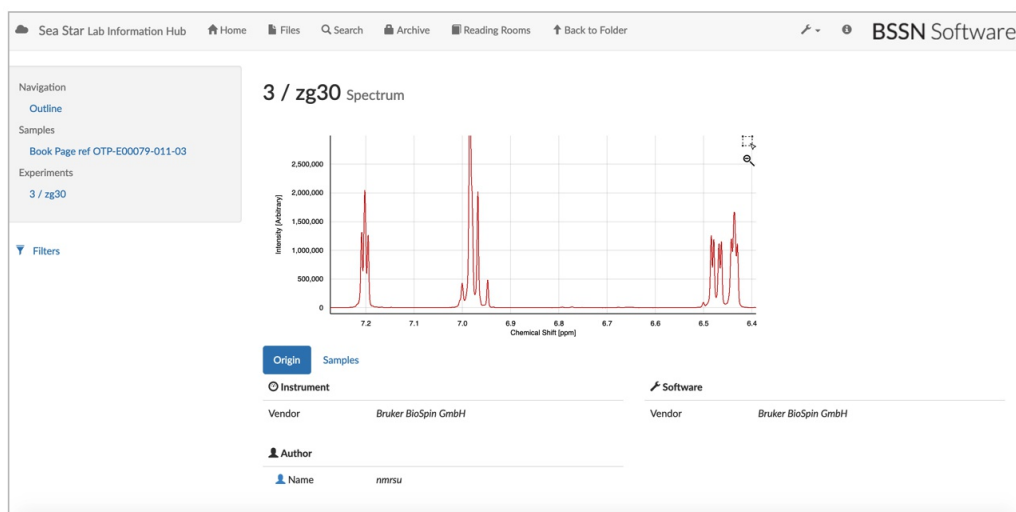 Sea Star Lab Information Hub Home Files Search Archive Reading Rooms Back to Folder BSSN Software
Navigation
Outline
Samples
Book Page ref OTP-E00079-011-03
Experiments
3 / zg30
Filters
3 / zg30 Spectrum
Intensity [Arbitrary]
2,500,000
2,000,000
1,500,000
1,000,000
500,000
0
7.2 7.1 7.0 6.9 6.8 6.7 6.6 6.5 6.4
Chemical Shift [ppm]
Origin Samples
Instrument Software
Vendor Bruker BioSpin GmbH Vendor Bruker BioSpin GmbH
Author
Name nmrsu